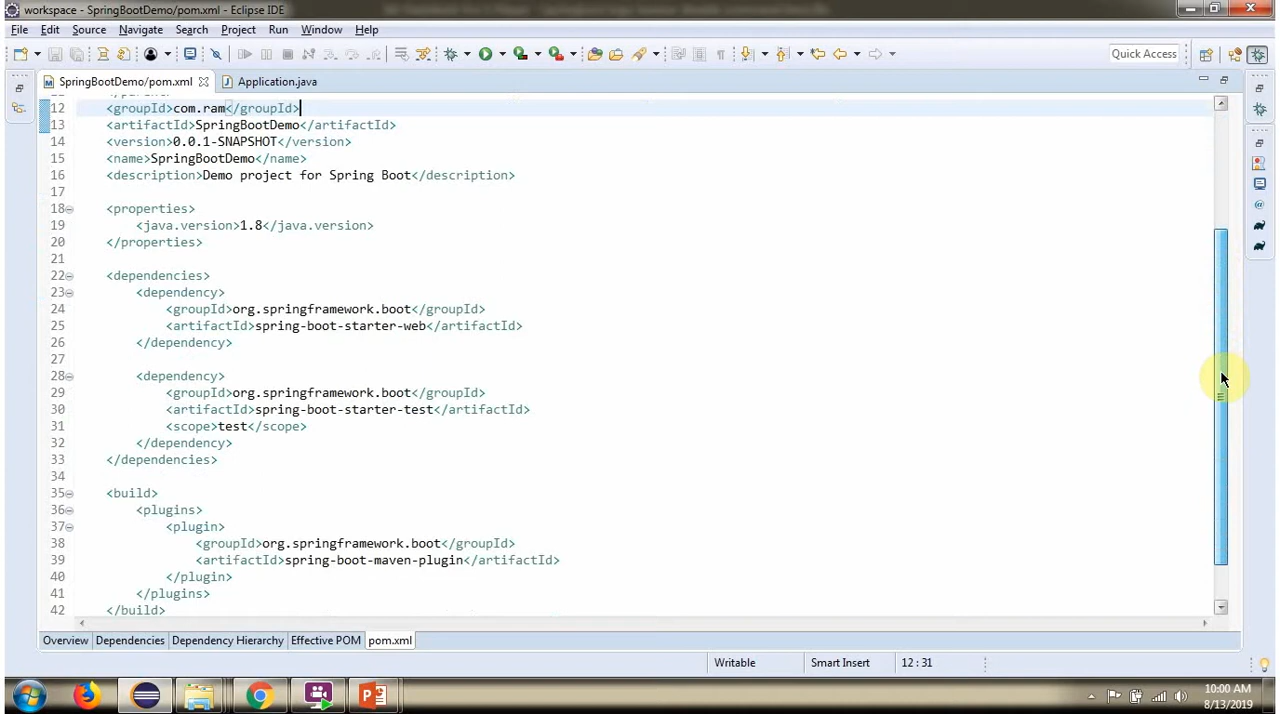 workspace - SpringBootDemo/pom.xml - Eclipse IDE
File Edit Source Navigate Search Project Run Window Help
Quick Access
SpringBootDemo/pom.xml Application.java
12 <groupId>com.ram</groupId>
13 <artifactId>SpringBootDemo</artifactId>
14 <version>0.0.1-SNAPSHOT</version>
15 <name>SpringBootDemo</name>
16 <description>Demo project for Spring Boot</description>
17
18 <properties>
19 <java.version>1.8</java.version>
20 </properties>
21
22 <dependencies>
23 <dependency>
24 <groupId>org.springframework.boot</groupId>
25 <artifactId>spring-boot-starter-web</artifactId>
26 </dependency>
27
28 <dependency>
29 <groupId>org.springframework.boot</groupId>
30 <artifactId>spring-boot-starter-test</artifactId>
31 <scope>test</scope>
32 </dependency>
33 </dependencies>
34
35 <build>
36 <plugins>
37 <plugin>
38 <groupId>org.springframework.boot</groupId>
39 <artifactId>spring-boot-maven-plugin</artifactId>
40 </plugin>
41 </plugins>
42 </build>
Overview Dependencies Dependency Hierarchy Effective POM pom.xml
Writable Smart Insert 12 : 31
10:00 AM
8/13/2019